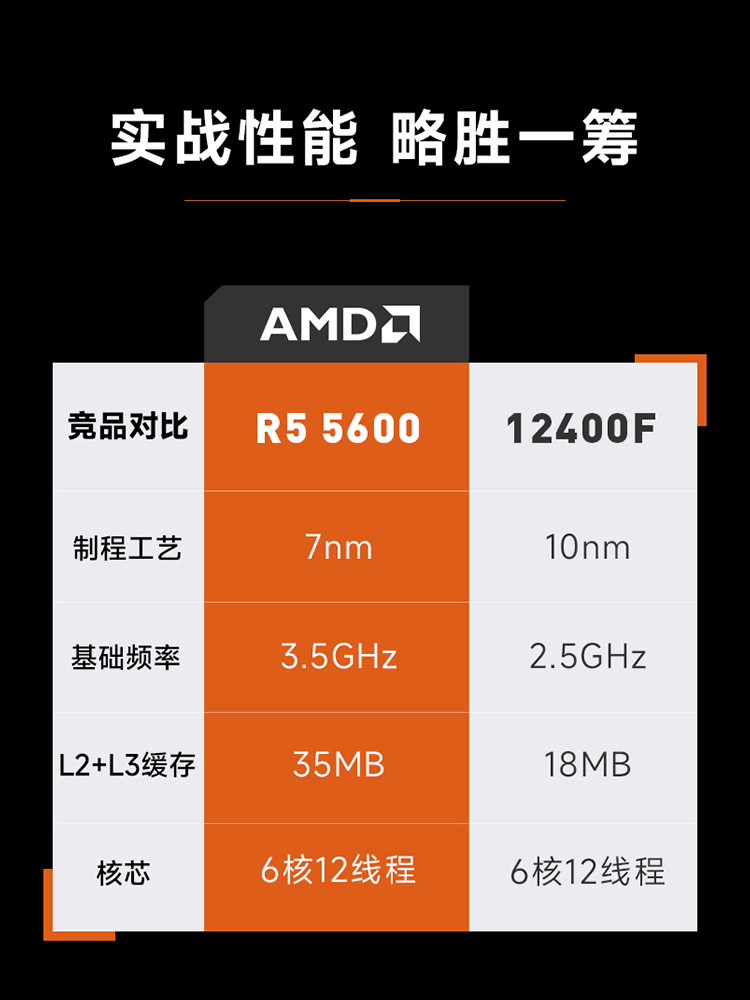 实战性能 略胜一筹
AMD
竞品对比 R5 5600 12400F
制程工艺 7nm 10nm
基础频率 3.5GHz 2.5GHz
L2+L3缓存 35MB 18MB
核芯 6核12线程 6核12线程